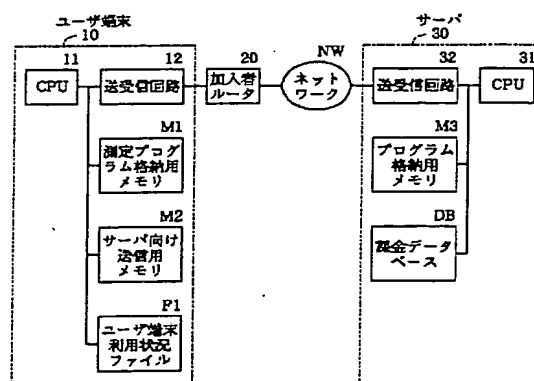 ユーザ端末
10
サーバ
30
11
12
20
NW
32
31
CPU
送受信回路
加入者
ルータ
ネット
ワーク
送受信回路
CPU
M1
測定プログ
ラム格納用
メモリ
M3
プログラム
格納用
メモリ
M2
サーバ向け
送信用
メモリ
DB
課金データ
ベース
F1
ユーザ端末
利用状況
ファイル